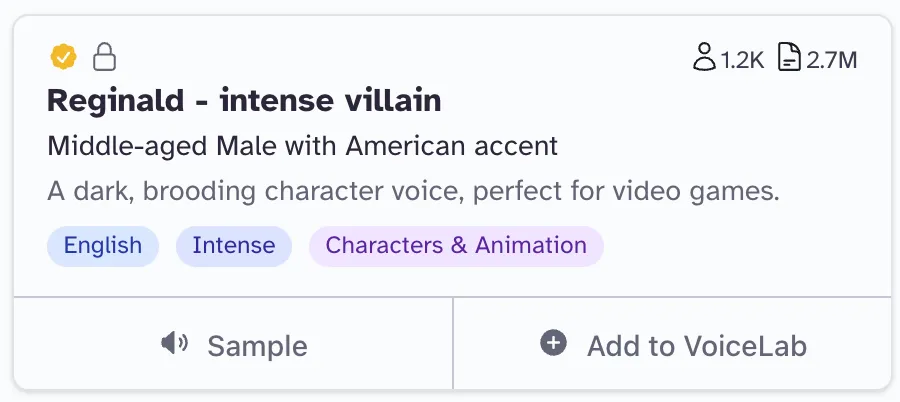 1.2K 2.7M
Reginald - intense villain
Middle-aged Male with American accent
A dark, brooding character voice, perfect for video games.
English Intense Characters & Animation
Sample Add to VoiceLab